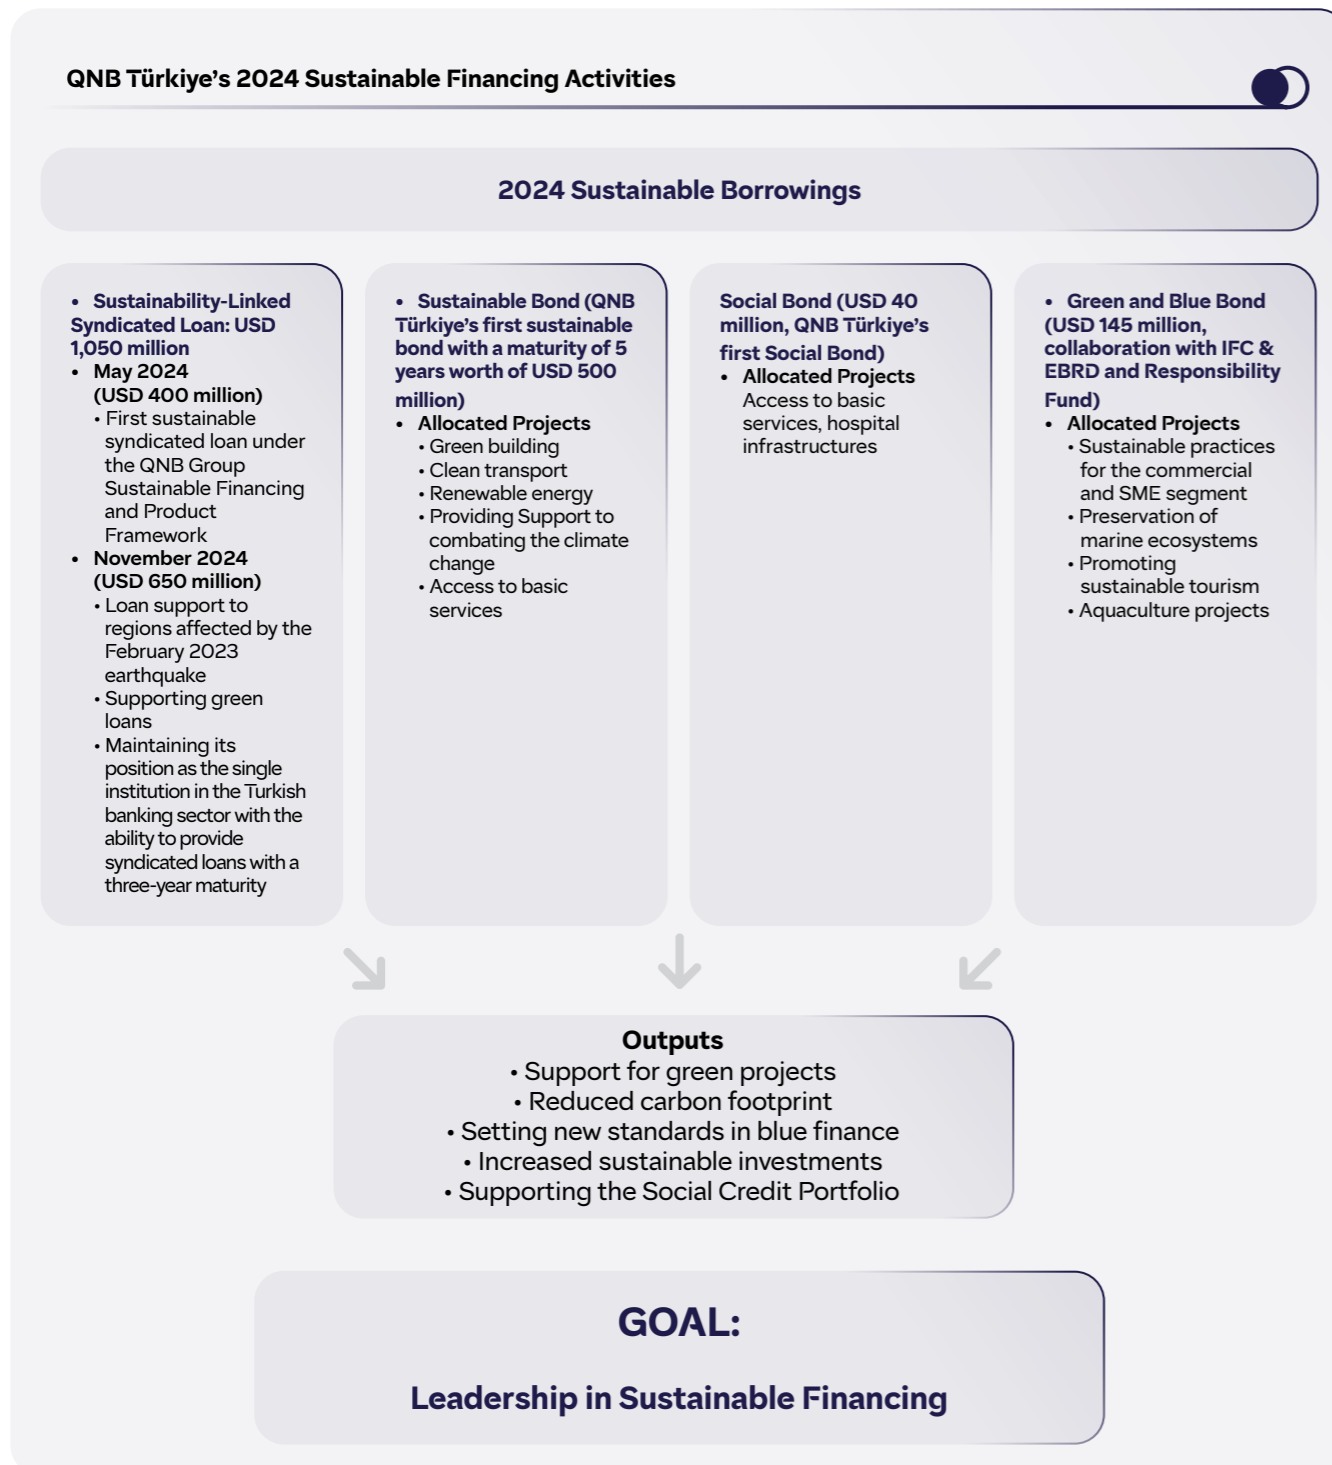 QNB Türkiye’s 2024 Sustainable Financing Activities
2024 Sustainable Borrowings
• Sustainability-Linked
Syndicated Loan: USD
1,050 million
• May 2024
(USD 400 million)
• First sustainable
syndicated loan under
the QNB Group
Sustainable Financing
and Product
Framework
• November 2024
(USD 650 million)
• Loan support to
regions affected by the
February 2023
earthquake
• Supporting green
loans
• Maintaining its
position as the single
institution in the Turkish
banking sector with the
ability to provide
syndicated loans with a
three-year maturity
• Sustainable Bond (QNB
Türkiye’s first sustainable
bond with a maturity of 5
years worth of USD 500
million)
• Allocated Projects
• Green building
• Clean transport
• Renewable energy
• Providing Support to
combating the climate
change
• Access to basic
services
Social Bond (USD 40
million, QNB Türkiye’s
first Social Bond)
• Allocated Projects
Access to basic
services, hospital
infrastructures
• Green and Blue Bond
(USD 145 million,
collaboration with IFC &
EBRD and Responsibility
Fund)
• Allocated Projects
• Sustainable practices
for the commercial
and SME segment
• Preservation of
marine ecosystems
• Promoting
sustainable tourism
• Aquaculture projects
Outputs
• Support for green projects
• Reduced carbon footprint
• Setting new standards in blue finance
• Increased sustainable investments
• Supporting the Social Credit Portfolio
GOAL:
Leadership in Sustainable Financing